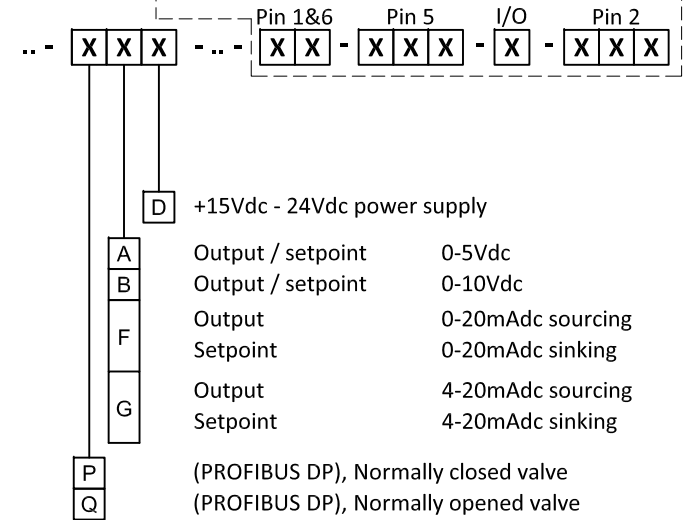 Pin 1&6 Pin 5 I/O Pin 2
.. - X X X - .. - X X - X X X - X - X X X
D +15Vdc - 24Vdc power supply
A Output / setpoint 0-5Vdc
B Output / setpoint 0-10Vdc
F Output 0-20mAdc sourcing
Setpoint 0-20mAdc sinking
G Output 4-20mAdc sourcing
Setpoint 4-20mAdc sinking
P (PROFIBUS DP), Normally closed valve
Q (PROFIBUS DP), Normally opened valve